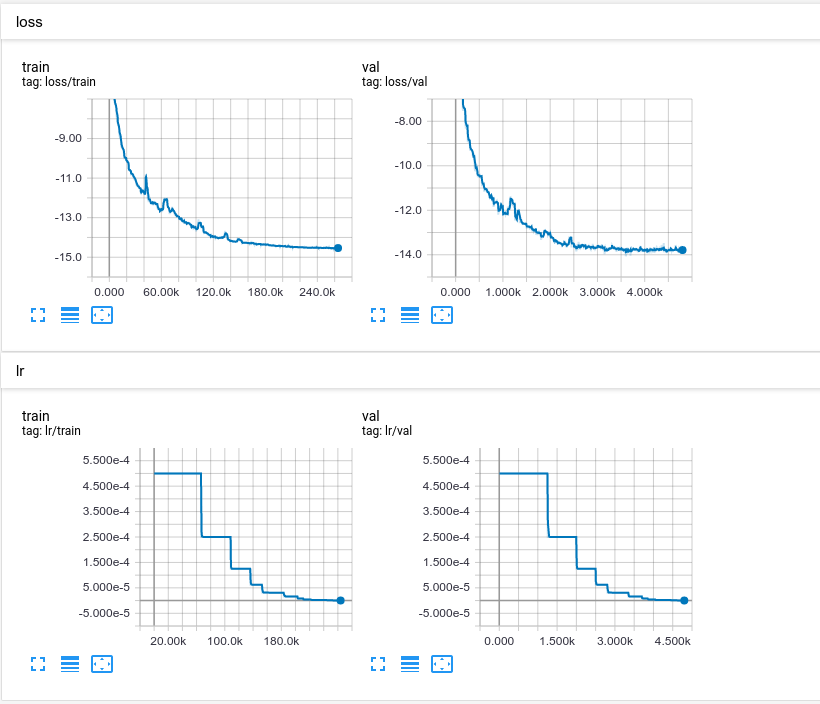 loss
train
tag: loss/train
-9.00
-11.0
-13.0
-15.0
0.000 60.00k 120.0k 180.0k 240.0k
val
tag: loss/val
-8.00
-10.0
-12.0
-14.0
0.000 1.000k 2.000k 3.000k 4.000k
lr
train
tag: lr/train
5.500e-4
4.500e-4
3.500e-4
2.500e-4
1.500e-4
5.000e-5
-5.000e-5
20.00k 100.0k 180.0k
val
tag: lr/val
5.500e-4
4.500e-4
3.500e-4
2.500e-4
1.500e-4
5.000e-5
-5.000e-5
0.000 1.500k 3.000k 4.500k